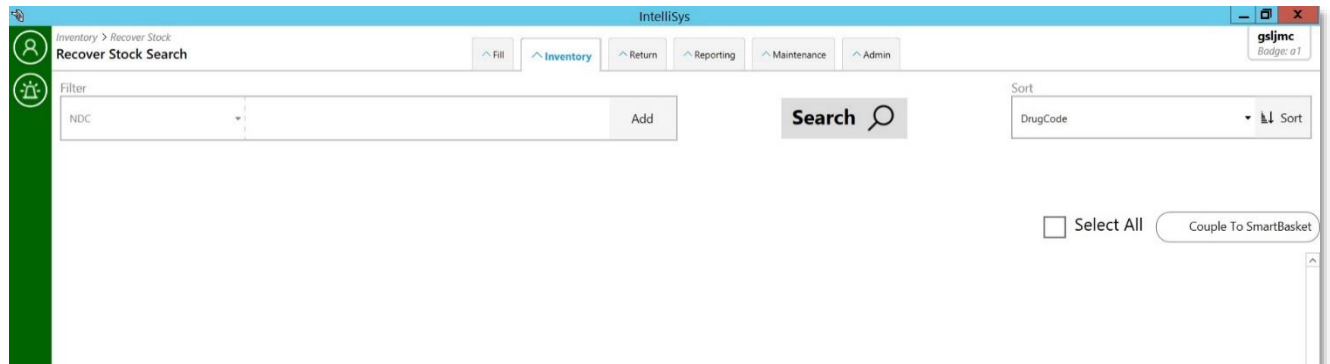 IntelliSys
Inventory > Recover Stock
Recover Stock Search
Fill
Inventory
Return
Reporting
Maintenance
Admin
gsljmc
Badge: a1
Filter
NDC
Add
Search
Sort
DrugCode
Sort
Select All
Couple To SmartBasket